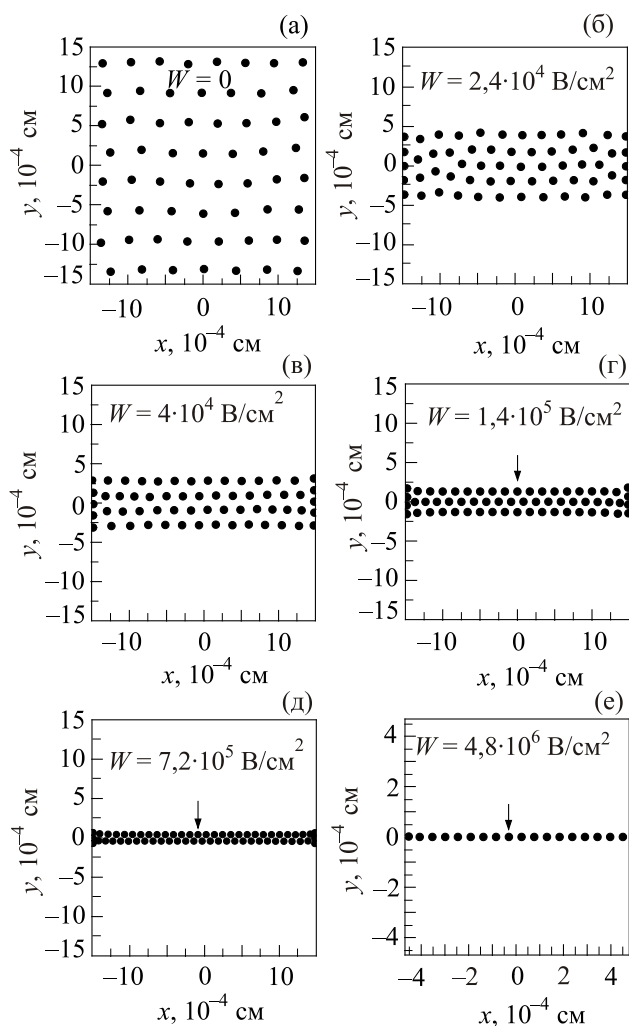 (а)
(б)
15
W = 0
10
5
0
–5
–10
–15
y, 10⁻⁴ см
–10 0 10
x, 10⁻⁴ см
15
W = 2,4·10⁴ В/см²
10
5
0
–5
–10
–15
y, 10⁻⁴ см
–10 0 10
x, 10⁻⁴ см
(в)
(г)
15
W = 4·10⁴ В/см²
10
5
0
–5
–10
–15
y, 10⁻⁴ см
–10 0 10
x, 10⁻⁴ см
15
W = 1,4·10⁵ В/см²
10
5
0
–5
–10
–15
y, 10⁻⁴ см
–10 0 10
x, 10⁻⁴ см
(д)
(е)
15
W = 7,2·10⁵ В/см²
10
5
0
–5
–10
–15
y, 10⁻⁴ см
–10 0 10
x, 10⁻⁴ см
4
W = 4,8·10⁶ В/см²
2
0
–2
–4
y, 10⁻⁴ см
–4 –2 0 2 4
x, 10⁻⁴ см